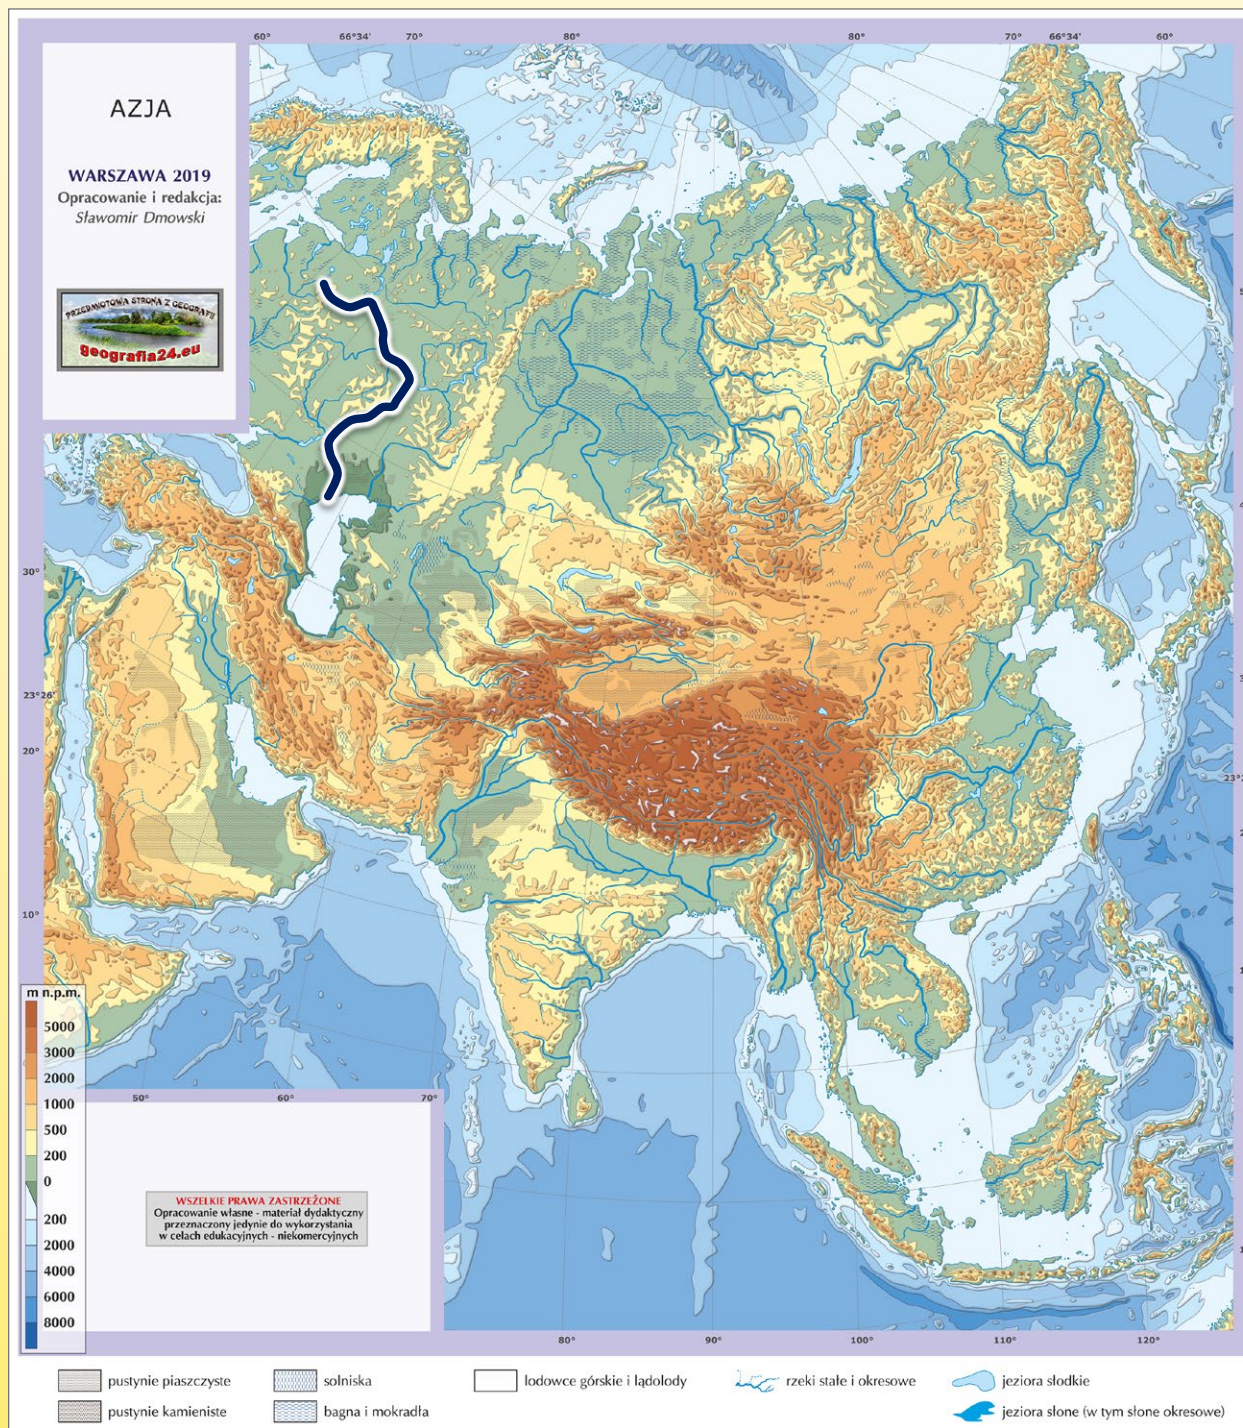 60° 66°34' 70° 80° 80° 70° 66°34' 60°
AZJA
WARSZAWA 2019
Opracowanie i redakcja:
Sławomir Dmowski
PRZEDMIOTOWA STRONA Z GEOGRAFII
geografia24.eu
30°
23°26'
20°
10°
m n.p.m.
5000
3000
2000
1000
500
200
0
200
2000
4000
6000
8000
50° 60° 70°
WSZELKIE PRAWA ZASTRZEŻONE
Opracowanie własne - materiał dydaktyczny
przeznaczony jedynie do wykorzystania
w celach edukacyjnych - niekomercyjnych
80° 90° 100° 110° 120°
pustynie piaszczyste solniska lodowce górskie i lądolody rzeki stałe i okresowe jeziora słodkie
pustynie kamieniste bagna i mokradła jeziora słone (w tym słone okresowe)